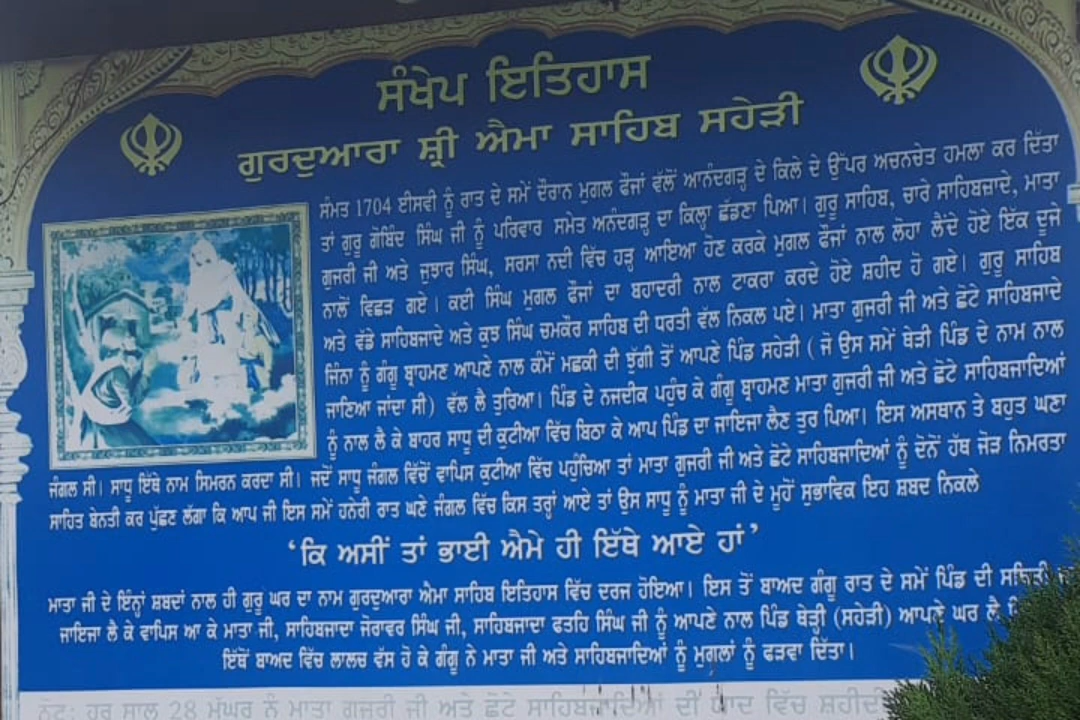 ਸੰਖੇਪ ਇਤਿਹਾਸ
ਗੁਰਦੁਆਰਾ ਸ਼੍ਰੀ ਐਮਾ ਸਾਹਿਬ ਸਹੇੜੀ
ਸੰਮਤ 1704 ਈਸਵੀ ਨੂੰ ਰਾਤ ਦੇ ਸਮੇਂ ਦੌਰਾਨ ਮੁਗਲ ਫੌਜਾਂ ਵੱਲੋਂ ਆਨੰਦਗੜ੍ਹ ਦੇ ਕਿਲੇ ਦੇ ਉੱਪਰ ਅਚਨਚੇਤ ਹਮਲਾ ਕਰ ਦਿੱਤਾ
ਤਾਂ ਗੁਰੂ ਗੋਬਿੰਦ ਸਿੰਘ ਜੀ ਨੂੰ ਪਰਿਵਾਰ ਸਮੇਤ ਅਨੰਦਗੜ੍ਹ ਦਾ ਕਿਲ੍ਹਾ ਛੱਡਣਾ ਪਿਆ। ਗੁਰੂ ਸਾਹਿਬ, ਚਾਰੇ ਸਾਹਿਬਜ਼ਾਦੇ, ਮਾਤਾ
ਗੁਜਰੀ ਜੀ ਅਤੇ ਜੁਝਾਰ ਸਿੰਘ, ਸਰਸਾ ਨਦੀ ਵਿੱਚ ਹੜ੍ਹ ਆਇਆ ਹੋਣ ਕਰਕੇ ਮੁਗਲ ਫੌਜਾਂ ਨਾਲ ਲੋਹਾ ਲੈਂਦੇ ਹੋਏ ਇੱਕ ਦੂਜੇ
ਨਾਲੋਂ ਵਿਛੜ ਗਏ। ਕਈ ਸਿੰਘ ਮੁਗਲ ਫੌਜਾਂ ਦਾ ਬਹਾਦਰੀ ਨਾਲ ਟਾਕਰਾ ਕਰਦੇ ਹੋਏ ਸ਼ਹੀਦ ਹੋ ਗਏ। ਗੁਰੂ ਸਾਹਿਬ
ਅਤੇ ਵੱਡੇ ਸਾਹਿਬਜਾਦੇ ਅਤੇ ਕੁਝ ਸਿੰਘ ਚਮਕੌਰ ਸਾਹਿਬ ਦੀ ਧਰਤੀ ਵੱਲ ਨਿਕਲ ਪਏ। ਮਾਤਾ ਗੁਜਰੀ ਜੀ ਅਤੇ ਛੋਟੇ ਸਾਹਿਬਜਾਦੇ
ਜਿੰਨਾ ਨੂੰ ਗੰਗੂ ਬ੍ਰਾਹਮਣ ਆਪਣੇ ਨਾਲ ਕੰਮੋਂ ਮਛਕੀ ਦੀ ਝੁੱਗੀ ਤੋਂ ਆਪਣੇ ਪਿੰਡ ਸਹੇੜੀ ( ਜੋ ਉਸ ਸਮੇਂ ਥੇੜੀ ਪਿੰਡ ਦੇ ਨਾਮ ਨਾਲ
ਜਾਣਿਆ ਜਾਂਦਾ ਸੀ) ਵੱਲ ਲੈ ਤੁਰਿਆ। ਪਿੰਡ ਦੇ ਨਜਦੀਕ ਪਹੁੰਚ ਕੇ ਗੰਗੂ ਬ੍ਰਾਹਮਣ ਮਾਤਾ ਗੁਜਰੀ ਜੀ ਅਤੇ ਛੋਟੇ ਸਾਹਿਬਜਾਦਿਆਂ
ਨੂੰ ਨਾਲ ਲੈ ਕੇ ਬਾਹਰ ਸਾਧੂ ਦੀ ਕੁਟੀਆ ਵਿੱਚ ਬਿਠਾ ਕੇ ਆਪ ਪਿੰਡ ਦਾ ਜਾਇਜਾ ਲੈਣ ਤੁਰ ਪਿਆ। ਇਸ ਅਸਥਾਨ ਤੇ ਬਹੁਤ ਘਣਾ
ਜੰਗਲ ਸੀ। ਸਾਧੂ ਇੱਥੇ ਨਾਮ ਸਿਮਰਨ ਕਰਦਾ ਸੀ। ਜਦੋਂ ਸਾਧੂ ਜੰਗਲ ਵਿੱਚੋਂ ਵਾਪਿਸ ਕੁਟੀਆ ਵਿੱਚ ਪਹੁੰਚਿਆ ਤਾਂ ਮਾਤਾ ਗੁਜਰੀ ਜੀ ਅਤੇ ਛੋਟੇ ਸਾਹਿਬਜਾਦਿਆਂ ਨੂੰ ਦੋਨੋਂ ਹੱਥ ਜੋੜ ਨਿਮਰਤਾ
ਸਾਹਿਤ ਬੇਨਤੀ ਕਰ ਪੁੱਛਣ ਲੱਗਾ ਕਿ ਆਪ ਜੀ ਇਸ ਸਮੇਂ ਹਨੇਰੀ ਰਾਤ ਘਣੇ ਜੰਗਲ ਵਿੱਚ ਕਿਸ ਤਰ੍ਹਾਂ ਆਏ ਤਾਂ ਉਸ ਸਾਧੂ ਨੂੰ ਮਾਤਾ ਜੀ ਦੇ ਮੂਹੋਂ ਸੁਭਾਵਿਕ ਇਹ ਸ਼ਬਦ ਨਿਕਲੇ
‘ਕਿ ਅਸੀਂ ਤਾਂ ਭਾਈ ਐਮੇ ਹੀ ਇੱਥੇ ਆਏ ਹਾਂ’
ਮਾਤਾ ਜੀ ਦੇ ਇੰਨ੍ਹਾਂ ਸ਼ਬਦਾਂ ਨਾਲ ਹੀ ਗੁਰੂ ਘਰ ਦਾ ਨਾਮ ਗੁਰਦੁਆਰਾ ਐਮਾ ਸਾਹਿਬ ਇਤਿਹਾਸ ਵਿੱਚ ਦਰਜ ਹੋਇਆ। ਇਸ ਤੋਂ ਬਾਅਦ ਗੰਗੂ ਰਾਤ ਦੇ ਸਮੇਂ ਪਿੰਡ ਦੀ
ਜਾਇਜਾ ਲੈ ਕੇ ਵਾਪਿਸ ਆ ਕੇ ਮਾਤਾ ਜੀ, ਸਾਹਿਬਜਾਦਾ ਜੋਰਾਵਰ ਸਿੰਘ ਜੀ, ਸਾਹਿਬਜਾਦਾ ਫਤਹਿ ਸਿੰਘ ਜੀ ਨੂੰ ਆਪਣੇ ਨਾਲ ਪਿੰਡ ਥੇੜ੍ਹੀ (ਸਹੇੜੀ) ਆਪਣੇ ਘਰ ਲੈ
ਇੱਥੋਂ ਬਾਅਦ ਵਿੱਚ ਲਾਲਚ ਵੱਸ ਹੋ ਕੇ ਗੰਗੂ ਨੇ ਮਾਤਾ ਜੀ ਅਤੇ ਸਾਹਿਬਜਾਦਿਆਂ ਨੂੰ ਮੁਗਲਾਂ ਨੂੰ ਫੜਵਾ ਦਿੱਤਾ।
ਨੋਟ: ਹਰ ਸਾਲ 28 ਮੱਘਰ ਨੂੰ ਮਾਤਾ ਗੁਜਰੀ ਜੀ ਅਤੇ ਛੋਟੇ ਸਾਹਿਬਜਾਦਿਆਂ ਦੀ ਯਾਦ ਵਿੱਚ ਸ਼ਹੀਦੀ